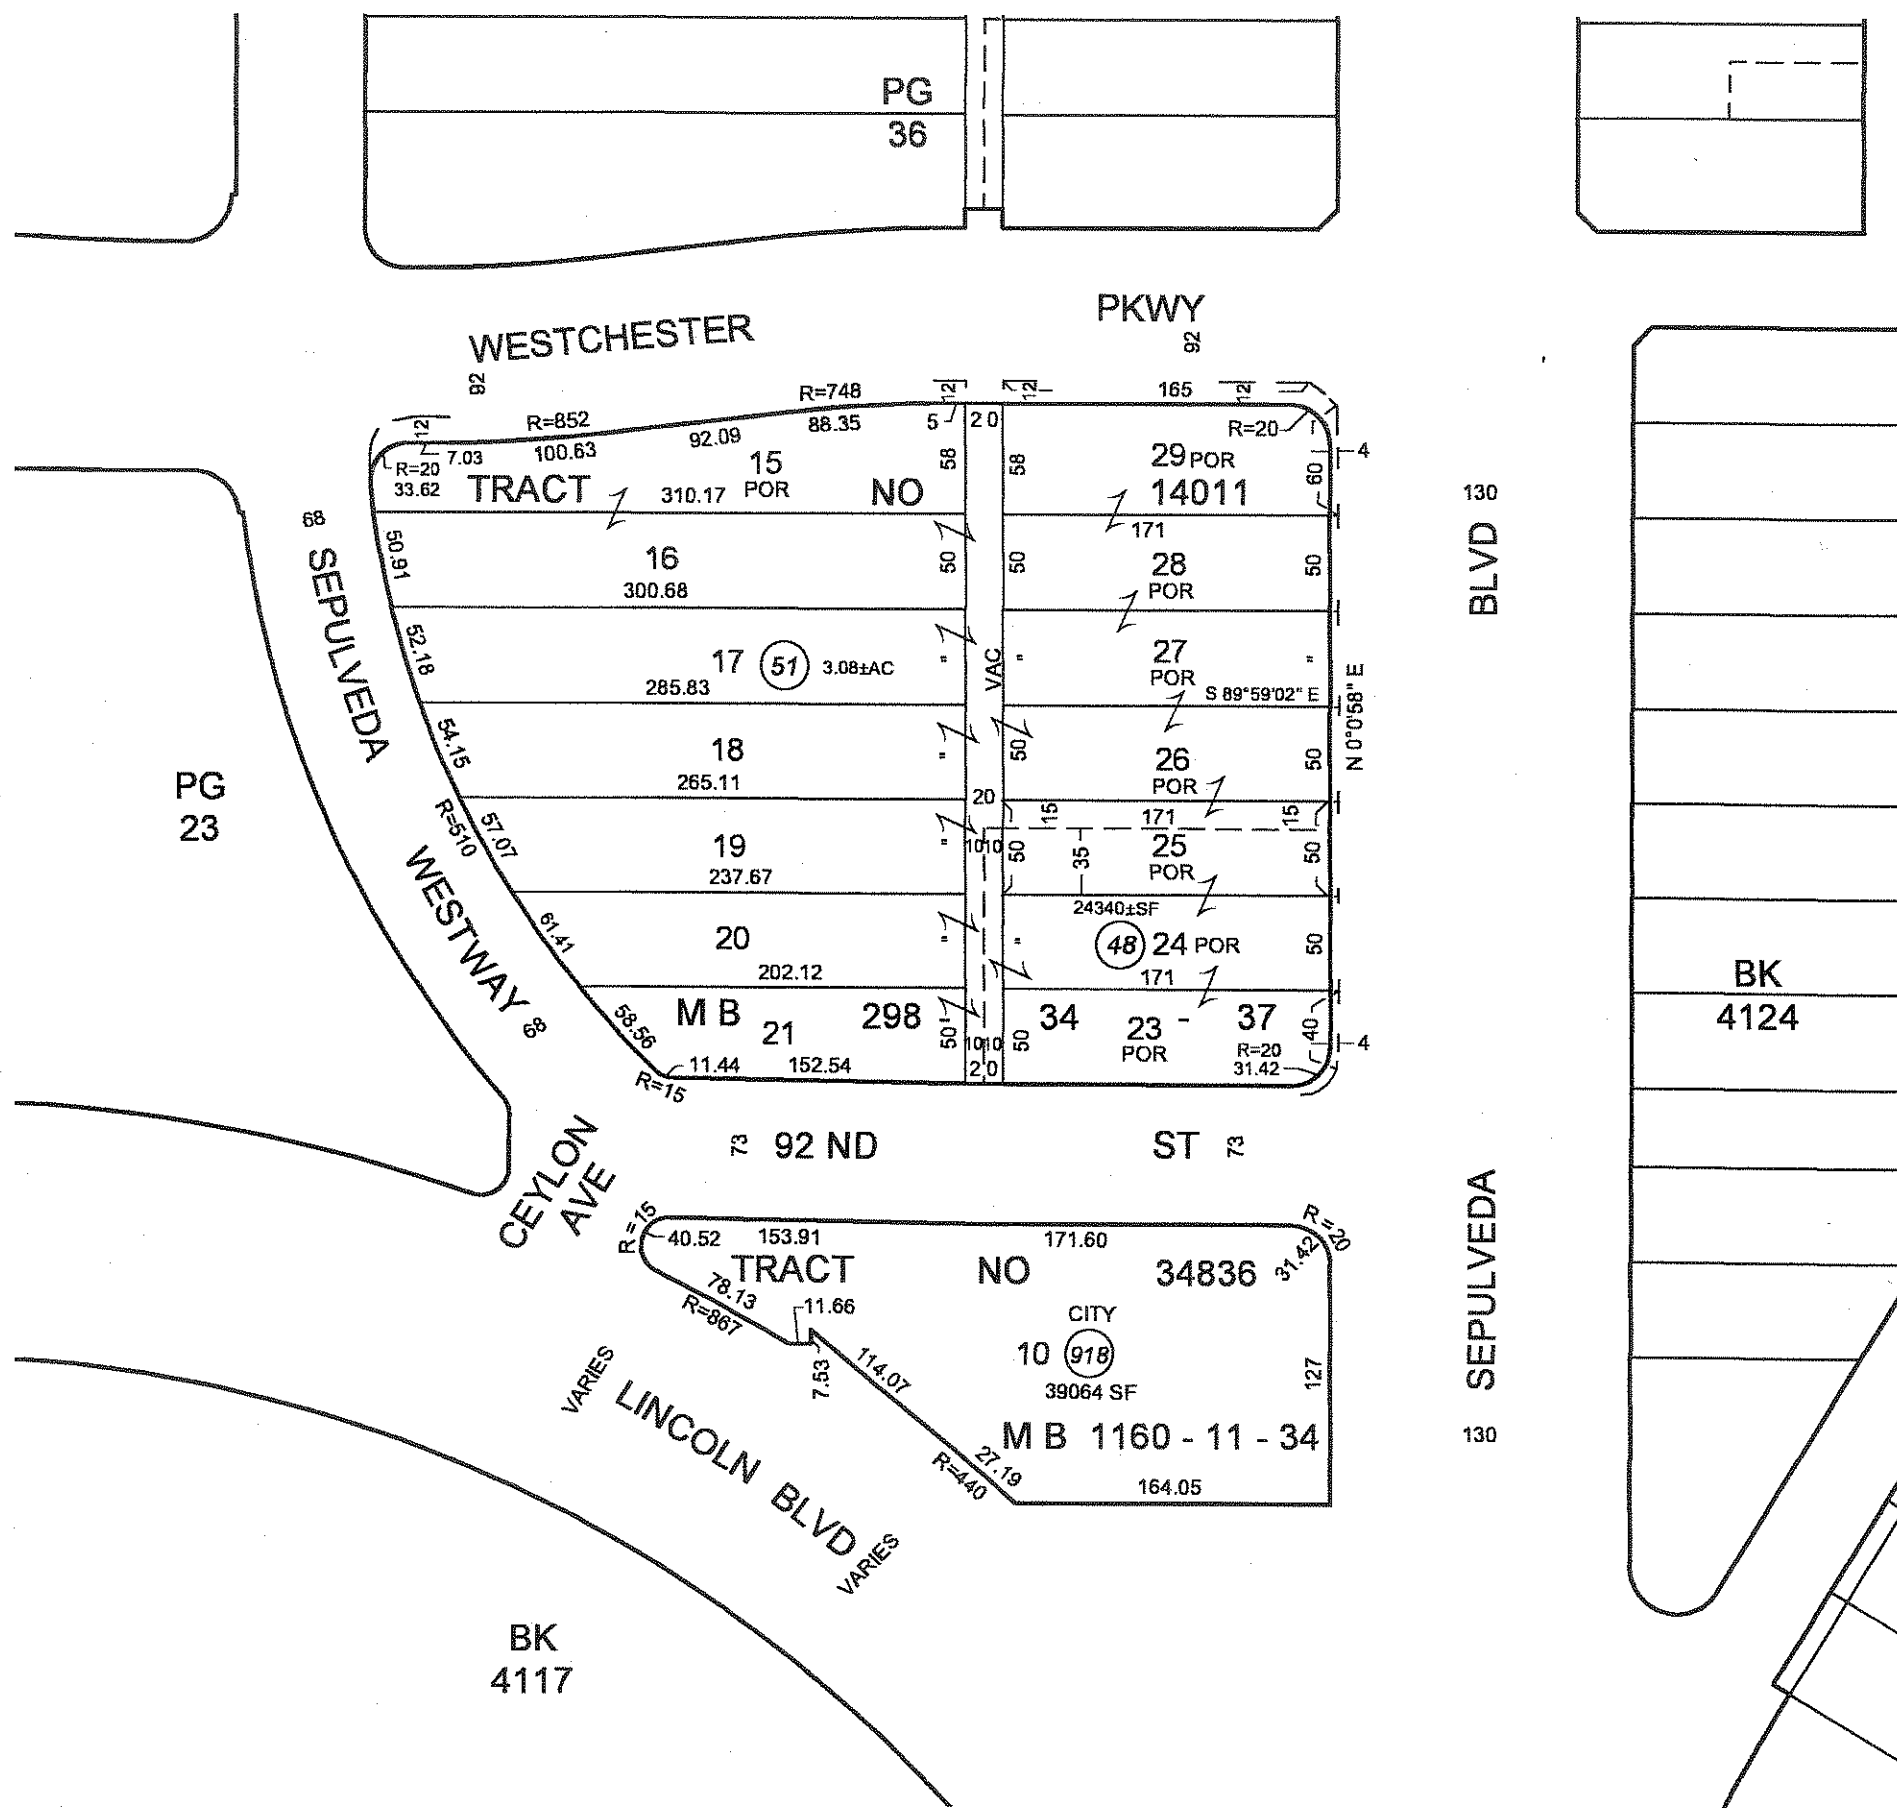 PG
36
WESTCHESTER
PKWY
92
92
R=748
R=852
12
12
12
165
12
5
20
R=20
4
7.03
100.63
92.09
88.35
R=20
33.62
TRACT
310.17
15
POR
NO
58
58
29 POR
14011
60
171
68
SEPULVEDA
50.91
16
300.68
50
50
28
POR
50
BLVD
130
52.18
17
51
3.08±AC
285.83
"
VAC
"
27
POR
"
S 89°59'02" E
N 0°0'58" E
54.15
18
265.11
"
50
26
POR
50
PG
23
R=510
57.07
19
237.67
"
20
1010
50
15
171
15
35
25
POR
50
WESTWAY
68
61.41
20
202.12
"
"
24340±SF
48
24 POR
171
50
BK
4124
58.56
M B
21
298
50
1010
20
50
34
23
POR
-
37
40
R=20
31.42
4
11.44
152.54
R=15
CEYLON
AVE
73
92 ND
ST
73
SEPULVEDA
130
R=15
40.52
153.91
171.60
R=20
31.42
TRACT
NO
34836
78.13
R=867
11.66
7.53
114.07
CITY
10
918
39064 SF
127
M B 1160 - 11 - 34
27.19
R=440
164.05
VARIES
LINCOLN BLVD
VARIES
BK
4117